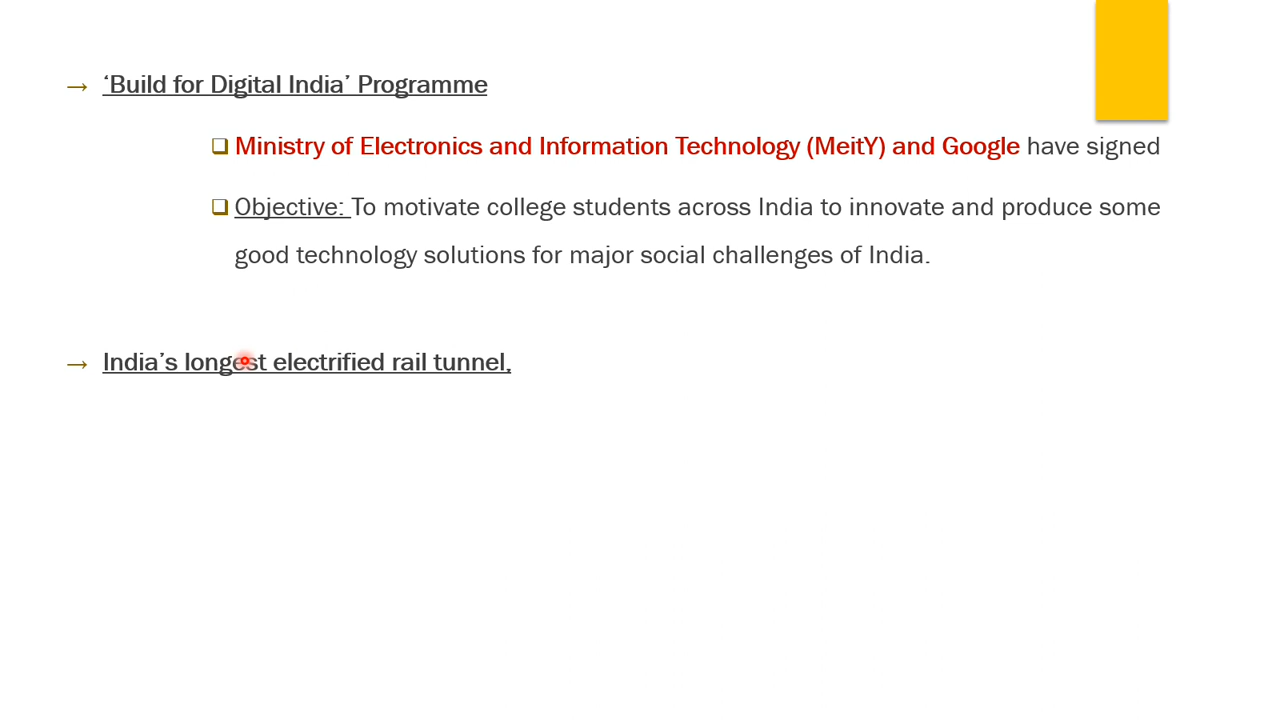 → ‘Build for Digital India’ Programme
❑ Ministry of Electronics and Information Technology (MeitY) and Google have signed
❑ Objective: To motivate college students across India to innovate and produce some
good technology solutions for major social challenges of India.
→ India’s longest electrified rail tunnel,